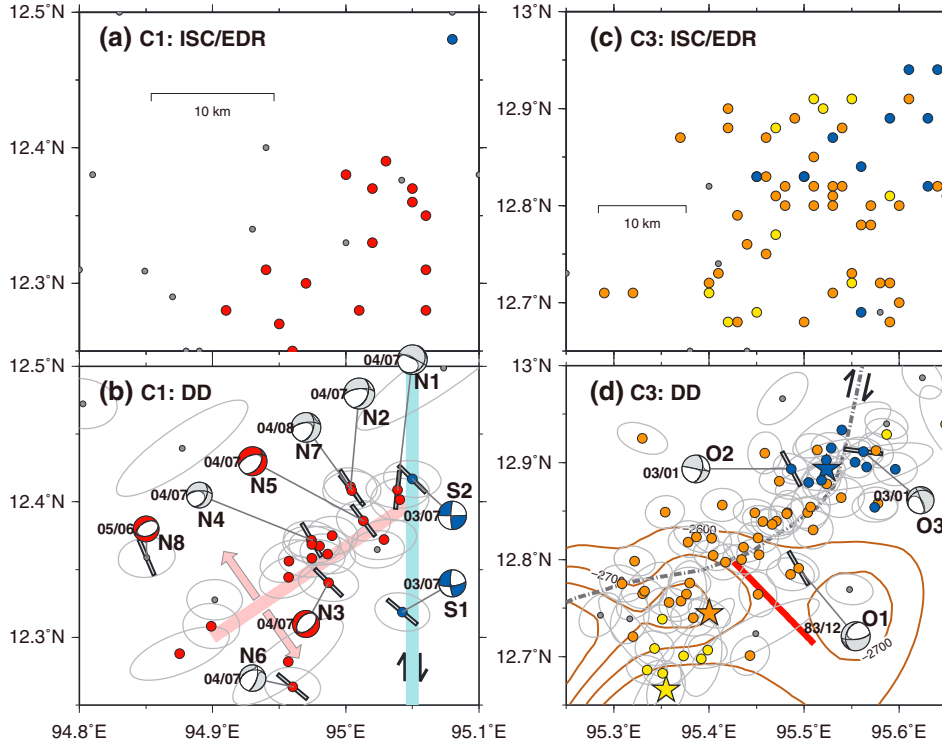 12.5°N
(a) C1: ISC/EDR
10 km
12.4°N
12.3°N
13.0°N
(c) C3: ISC/EDR
12.9°N
12.8°N
10 km
12.7°N
12.5°N
(b) C1: DD
04/07
N1
04/07
N2
04/08
N7
04/07
N5
12.4°N
04/07
N4
05/06
N8
S2
03/07
S1
03/07
12.3°N
04/07
N3
N6
04/07
94.8°E
94.9°E
95.0°E
95.1°E
13.0°N
(d) C3: DD
O2
03/01
12.9°N
03/01
O3
−2600
12.8°N
−2700
83/12
O1
−2700
12.7°N
95.3°E
95.4°E
95.5°E
95.6°E